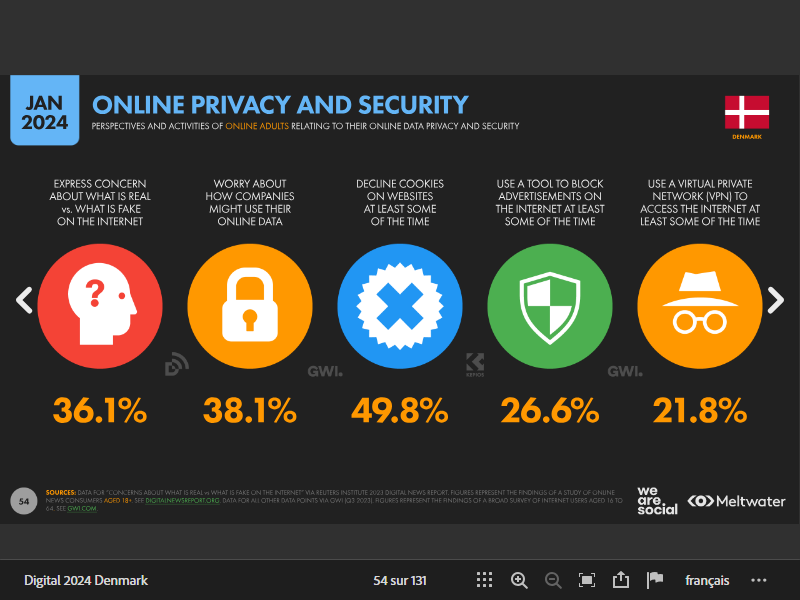 JAN
2024
ONLINE PRIVACY AND SECURITY
PERSPECTIVES AND ACTIVITIES OF ONLINE ADULTS RELATING TO THEIR ONLINE DATA PRIVACY AND SECURITY
DENMARK
EXPRESS CONCERN
ABOUT WHAT IS REAL
vs. WHAT IS FAKE
ON THE INTERNET
WORRY ABOUT
HOW COMPANIES
MIGHT USE THEIR
ONLINE DATA
DECLINE COOKIES
ON WEBSITES
AT LEAST SOME
OF THE TIME
USE A TOOL TO BLOCK
ADVERTISEMENTS ON
THE INTERNET AT LEAST
SOME OF THE TIME
USE A VIRTUAL PRIVATE
NETWORK (VPN) TO
ACCESS THE INTERNET AT
LEAST SOME OF THE TIME
?
GWI.
KEPIOS
GWI.
36.1%
38.1%
49.8%
26.6%
21.8%
54
SOURCES: DATA FOR "CONCERNS ABOUT WHAT IS REAL vs WHAT IS FAKE ON THE INTERNET" VIA REUTERS INSTITUTE 2023 DIGITAL NEWS REPORT. FIGURES REPRESENT THE FINDINGS OF A STUDY OF ONLINE
NEWS CONSUMERS AGED 18+. SEE DIGITALNEWSREPORT.ORG. DATA FOR ALL OTHER DATA POINTS VIA GWI (Q3 2023). FIGURES REPRESENT THE FINDINGS OF A BROAD SURVEY OF INTERNET USERS AGED 16 TO
64. SEE GWI.COM.
we
are.
social
Meltwater
Digital 2024 Denmark
54 sur 131
français